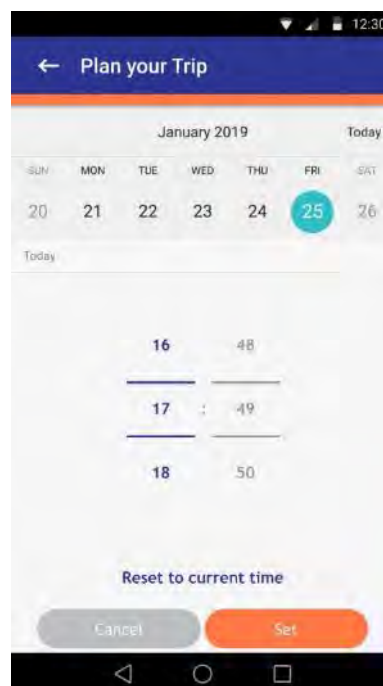 12:30
← Plan your Trip
January 2019 Today
SUN MON TUE WED THU FRI SAT
20 21 22 23 24 25 26
Today
16 48
17 : 49
18 50
Reset to current time
Cancel Set